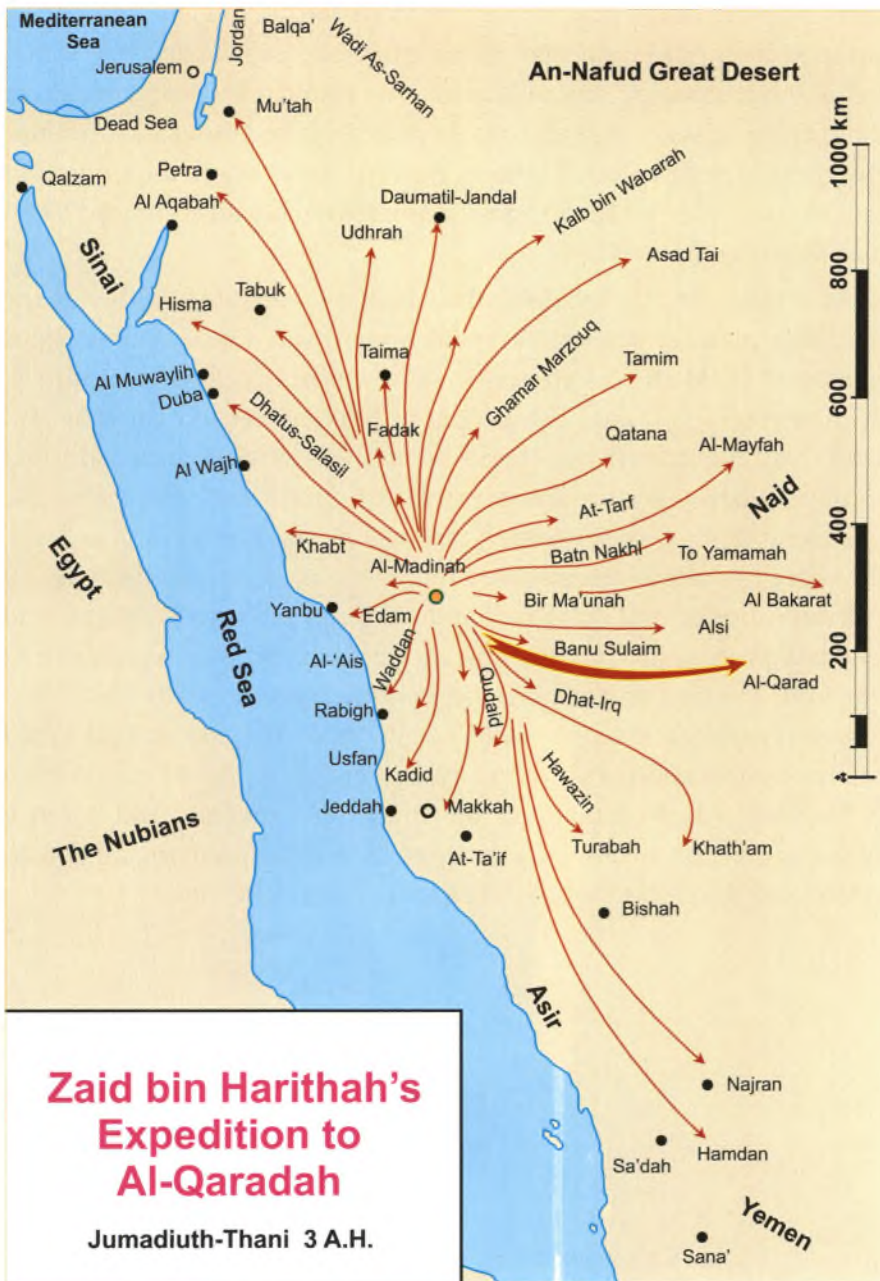 Mediterranean
Sea
Jordan
Balqa'
Wadi As-Sarhan
Jerusalem
An-Nafud Great Desert
Mu'tah
Dead Sea
Petra
Qalzam
Al Aqabah
Daumatil-Jandal
Kalb bin Wabarah
Udhrah
Asad Tai
Sinai
Hisma
Tabuk
Taima
Ghamar Marzouq
Tamim
Al Muwaylih
Duba
Dhatus-Salasil
Fadak
Qatana
Al-Mayfah
Al Wajh
At-Tarf
Najd
Egypt
Khabt
Al-Madinah
Batn Nakhl
To Yamamah
Red Sea
Yanbu
Edam
Bir Ma'unah
Al Bakarat
Alsi
Al-'Ais
Waddan
Banu Sulaim
Al-Qarad
Qudaid
Dhat-Irq
Rabigh
Usfan
Kadid
Hawazin
Jeddah
Makkah
The Nubians
At-Ta'if
Turabah
Khath'am
Bishah
Asir
Najran
Sa'dah
Hamdan
Yemen
Sana'
1000 km
800
600
400
200
Zaid bin Harithah's
Expedition to
Al-Qaradah
Jumadiuth-Thani 3 A.H.